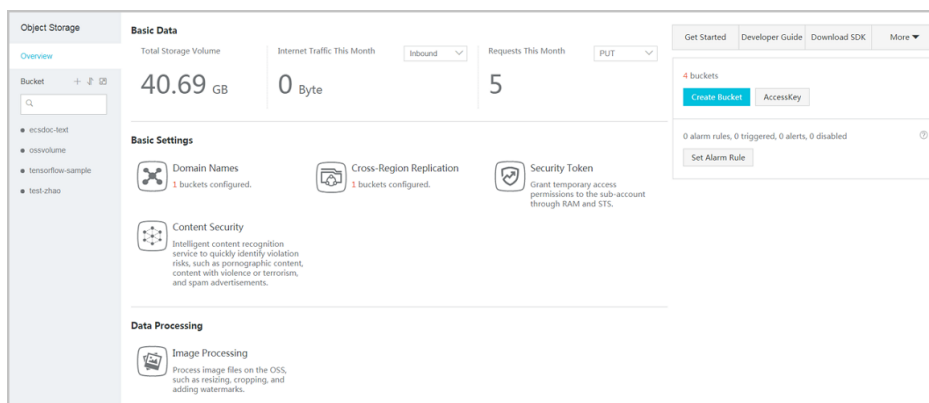 Object Storage
Overview
Bucket
ecsdoc-text
ossvolume
tensorflow-sample
test-zhao
Basic Data
Total Storage Volume
40.69 GB
Internet Traffic This Month
Inbound
0 Byte
Requests This Month
PUT
5
Basic Settings
Domain Names
1 buckets configured.
Cross-Region Replication
1 buckets configured.
Security Token
Grant temporary access
permissions to the sub-account
through RAM and STS.
Content Security
Intelligent content recognition
service to quickly identify violation
risks, such as pornographic content,
content with violence or terrorism,
and spam advertisements.
Data Processing
Image Processing
Process image files on the OSS,
such as resizing, cropping, and
adding watermarks.
Get Started
Developer Guide
Download SDK
More
4 buckets
Create Bucket
AccessKey
0 alarm rules, 0 triggered, 0 alerts, 0 disabled
Set Alarm Rule